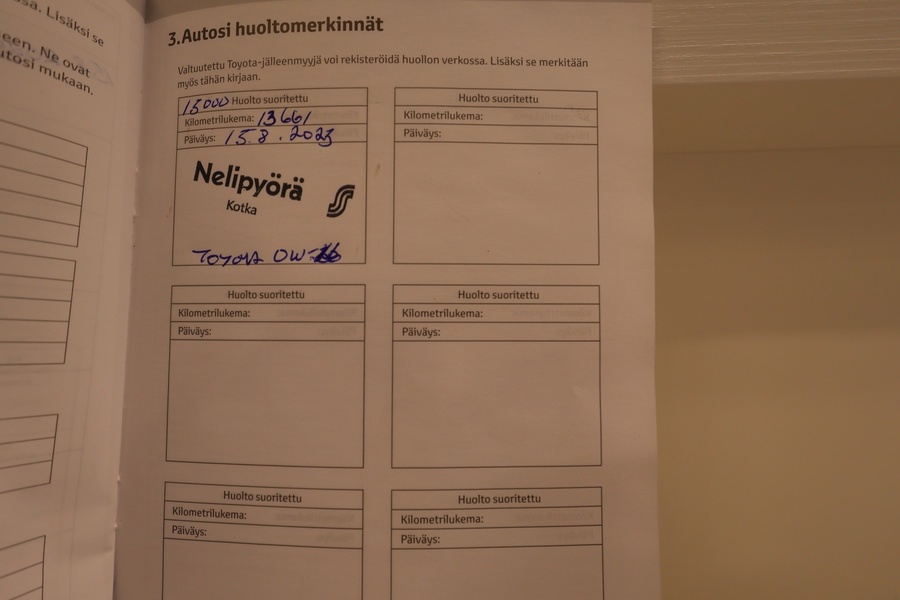 sa. Lisäksi se
een. Ne ovat
utosi mukaan.
3.Autosi huoltomerkinnät
Valtuutettu Toyota-jälleenmyyjä voi rekisteröidä huollon verkossa. Lisäksi se merkitään
myös tähän kirjaan.
15000 Huolto suoritettu
Kilometrilukema: 13661
Päiväys: 15.8.2023
Nelipyörä
Kotka
TOYOTA OW-
Huolto suoritettu
Kilometrilukema:
Päiväys:
Huolto suoritettu
Kilometrilukema:
Päiväys:
Huolto suoritettu
Kilometrilukema:
Päiväys:
Huolto suoritettu
Kilometrilukema:
Päiväys:
Huolto suoritettu
Kilometrilukema:
Päiväys: